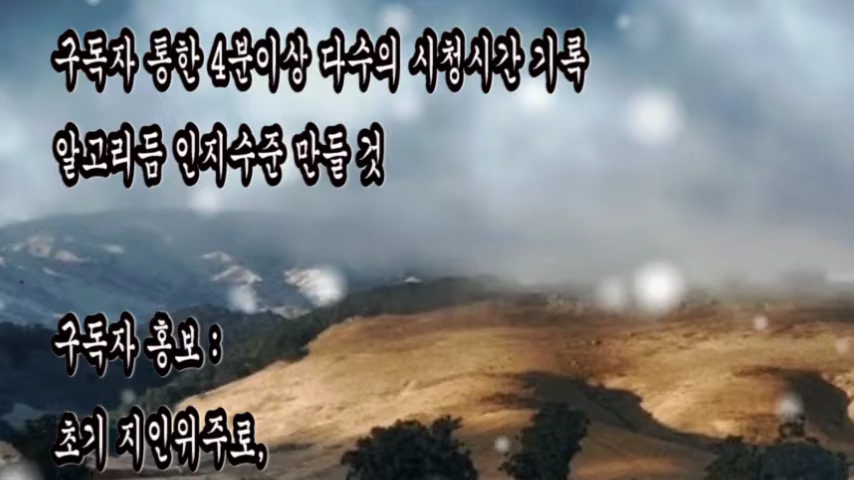 구독자 통한 4분이상 다수의 시청시간 기록
알고리듬 인지수준 만들 것
구독자 홍보 :
초기 지인위주로,